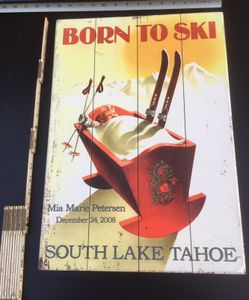 BORN TO SKI
Mia Marie Petersen
December 24, 2008
SOUTH LAKE TAHOE